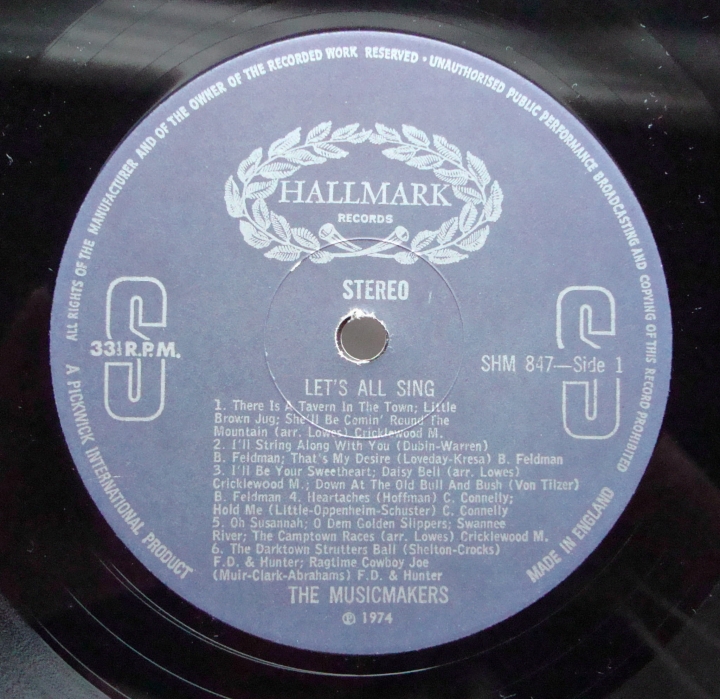 ALL RIGHTS OF THE MANUFACTURER AND OF THE OWNER OF THE RECORDED WORK RESERVED · UNAUTHORISED PUBLIC PERFORMANCE BROADCASTING AND COPYING OF THIS RECORD PROHIBITED
HALLMARK
RECORDS
STEREO
33⅓ R.P.M.
SHM 847—Side 1
LET'S ALL SING
1. There Is A Tavern In The Town; Little
Brown Jug; She'll Be Comin' Round The
Mountain (arr. Lowes) Cricklewood M.
2. I'll String Along With You (Dubin-Warren)
B. Feldman; That's My Desire (Loveday-Kresa) B. Feldman
3. I'll Be Your Sweetheart; Daisy Bell (arr. Lowes)
Cricklewood M.; Down At The Old Bull And Bush (Von Tilzer)
B. Feldman 4. Heartaches (Hoffman) C. Connelly;
Hold Me (Little-Oppenheim-Schuster) C. Connelly
5. Oh Susannah; O Dem Golden Slippers; Swannee
River; The Camptown Races (arr. Lowes) Cricklewood M.
6. The Darktown Strutters Ball (Shelton-Crocks)
F.D. & Hunter; Ragtime Cowboy Joe
(Muir-Clark-Abrahams) F.D. & Hunter
THE MUSICMAKERS
℗ 1974
A PICKWICK INTERNATIONAL PRODUCT
MADE IN ENGLAND